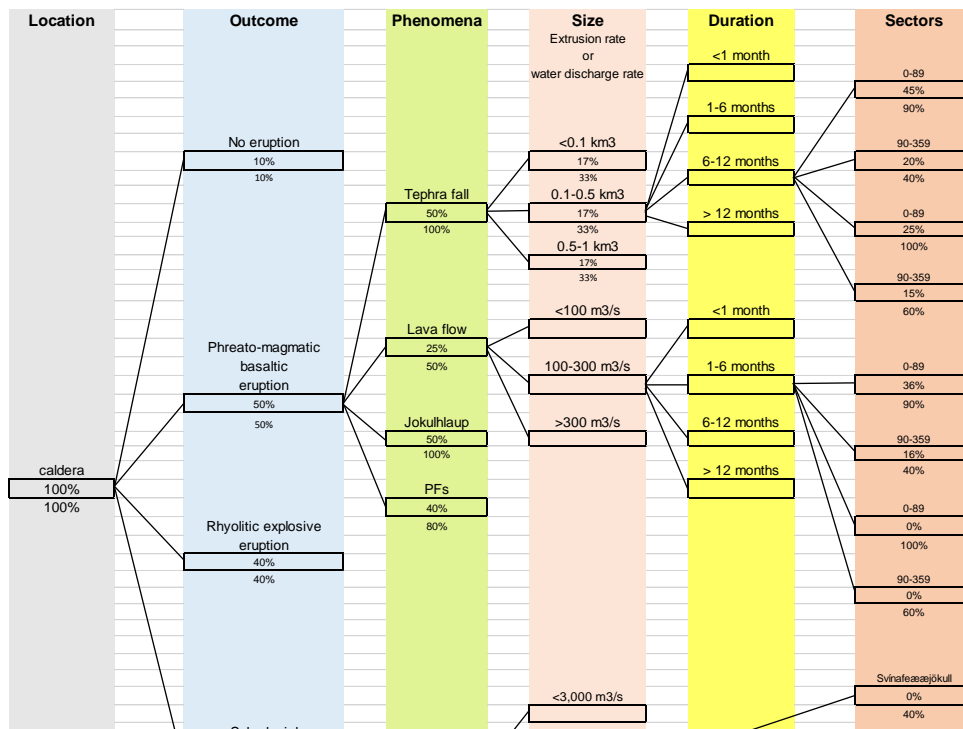 Location
Outcome
Phenomena
Size
Duration
Sectors
Extrusion rate
or
water discharge rate
<1 month
0-89
45%
90%
1-6 months
No eruption
10%
10%
<0.1 km3
17%
33%
6-12 months
90-359
20%
40%
Tephra fall
50%
100%
0.1-0.5 km3
17%
33%
> 12 months
0-89
25%
100%
0.5-1 km3
17%
33%
90-359
15%
60%
Lava flow
25%
50%
<100 m3/s
<1 month
Phreato-magmatic
basaltic
eruption
50%
50%
100-300 m3/s
1-6 months
0-89
36%
90%
Jokulhlaup
50%
100%
>300 m3/s
6-12 months
90-359
16%
40%
caldera
100%
100%
PFs
40%
80%
> 12 months
0-89
0%
100%
Rhyolitic explosive
eruption
40%
40%
90-359
0%
60%
<3,000 m3/s
Svínafeææjökull
0%
40%